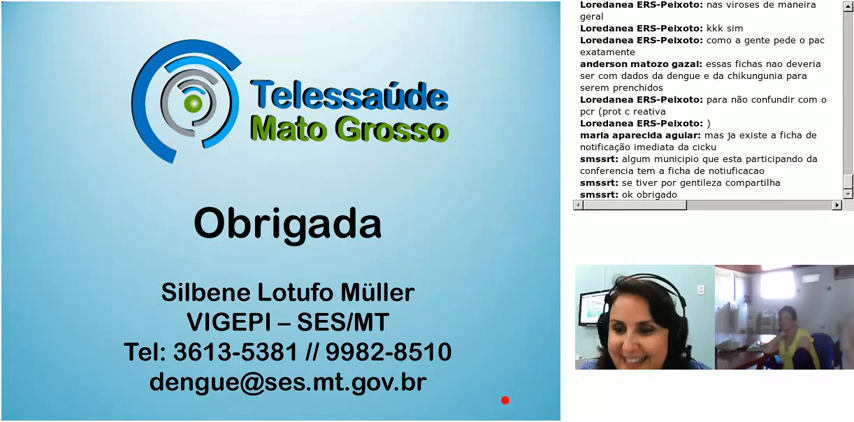 Telessaúde
Mato Grosso
Obrigada
Silbene Lotufo Müller
VIGEPI – SES/MT
Tel: 3613-5381 // 9982-8510
dengue@ses.mt.gov.br
Loredanea ERS-Peixoto: nas viroses de maneira
geral
Loredanea ERS-Peixoto: kkk sim
Loredanea ERS-Peixoto: como a gente pede o pac
exatamente
anderson matozo gazal: essas fichas nao deveria
ser com dados da dengue e da chikungunia para
serem prenchidos
Loredanea ERS-Peixoto: para não confundir com o
pcr (prot c reativa
Loredanea ERS-Peixoto: )
maria aparecida aguiar: mas ja existe a ficha de
notificação imediata da cicku
smssrt: algum municipio que esta participando da
conferencia tem a ficha de notiuficacao
smssrt: se tiver por gentileza compartilha
smssrt: ok obrigado